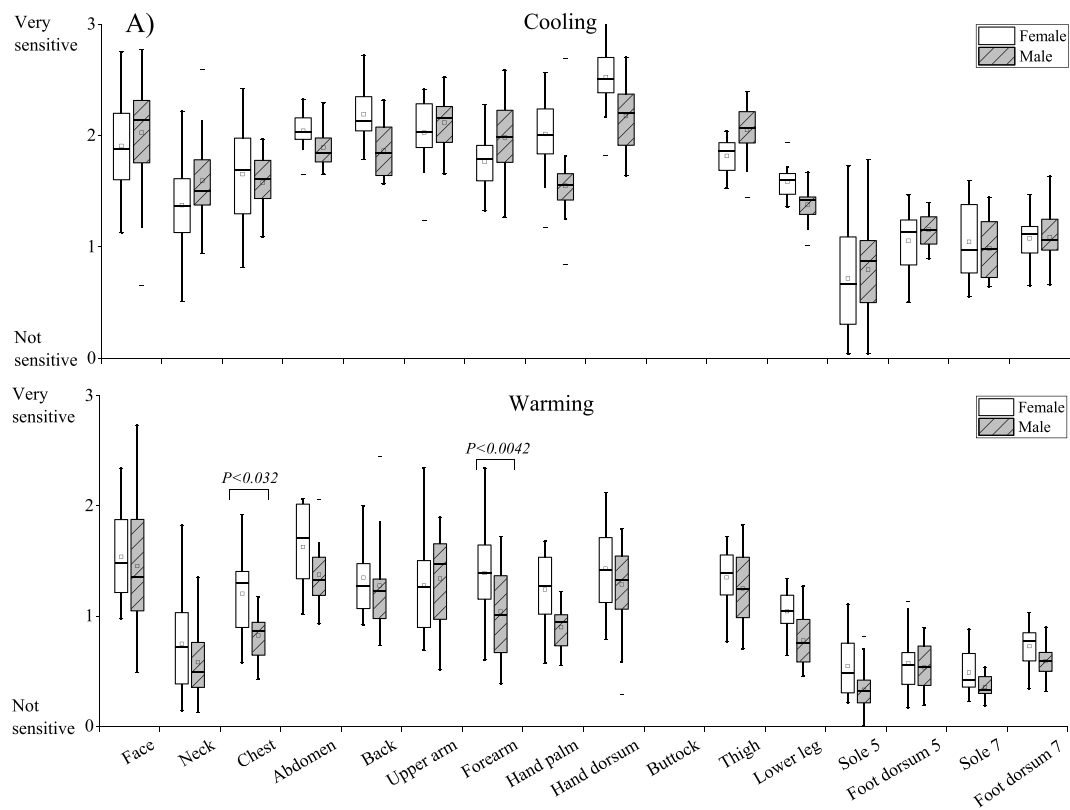 A)
Cooling
Very
sensitive
3
2
1
Not
sensitive
0
Female
Male
Warming
Very
sensitive
3
2
1
Not
sensitive
0
Female
Male
P<0.032
P<0.0042
Face
Neck
Chest
Abdomen
Back
Upper arm
Forearm
Hand palm
Hand dorsum
Buttock
Thigh
Lower leg
Sole 5
Foot dorsum 5
Sole 7
Foot dorsum 7